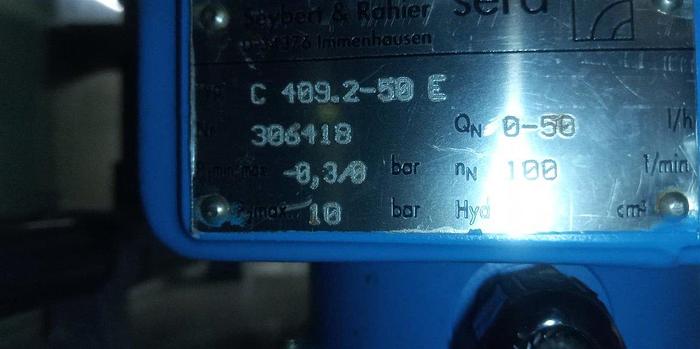 Seybert & Rahier sera
Immenhausen
C 409.2-50 E
Nr 306418 QN 0-50 l/h
-0,3/0 bar nN 100 1/min
max 10 bar Hyd cm³